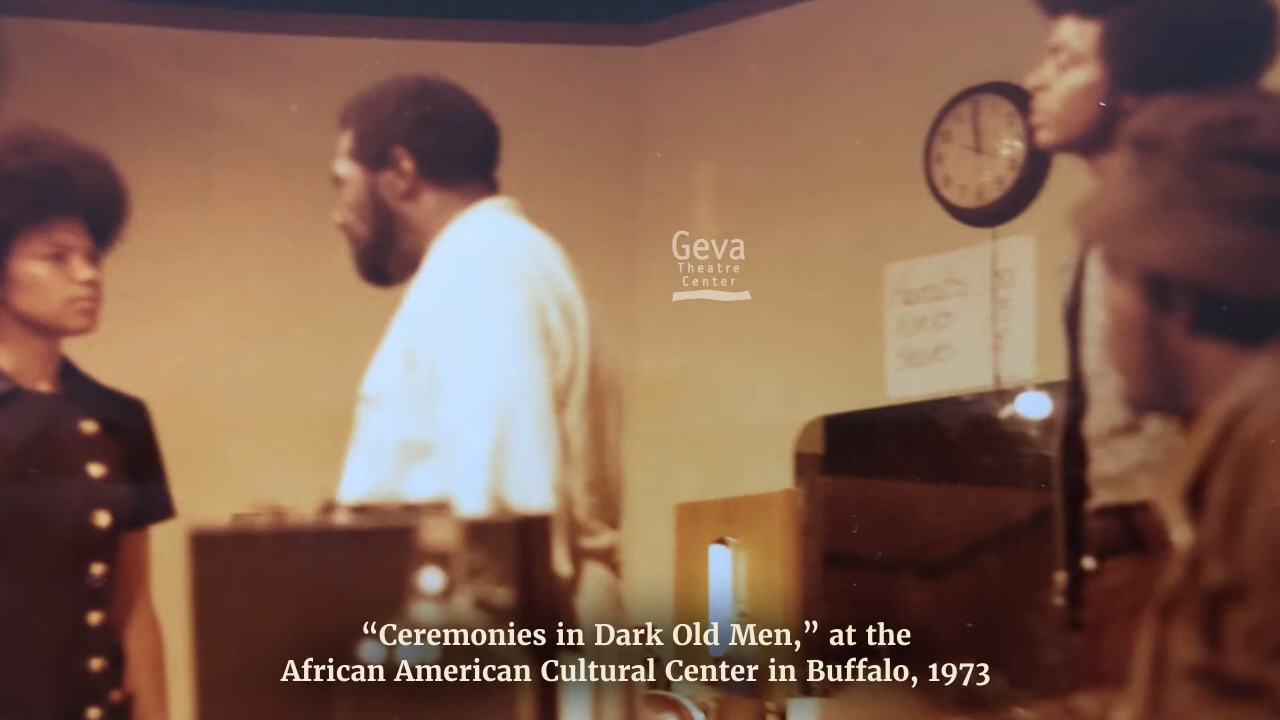 Geva
Theatre
Center
“Ceremonies in Dark Old Men,” at the
African American Cultural Center in Buffalo, 1973